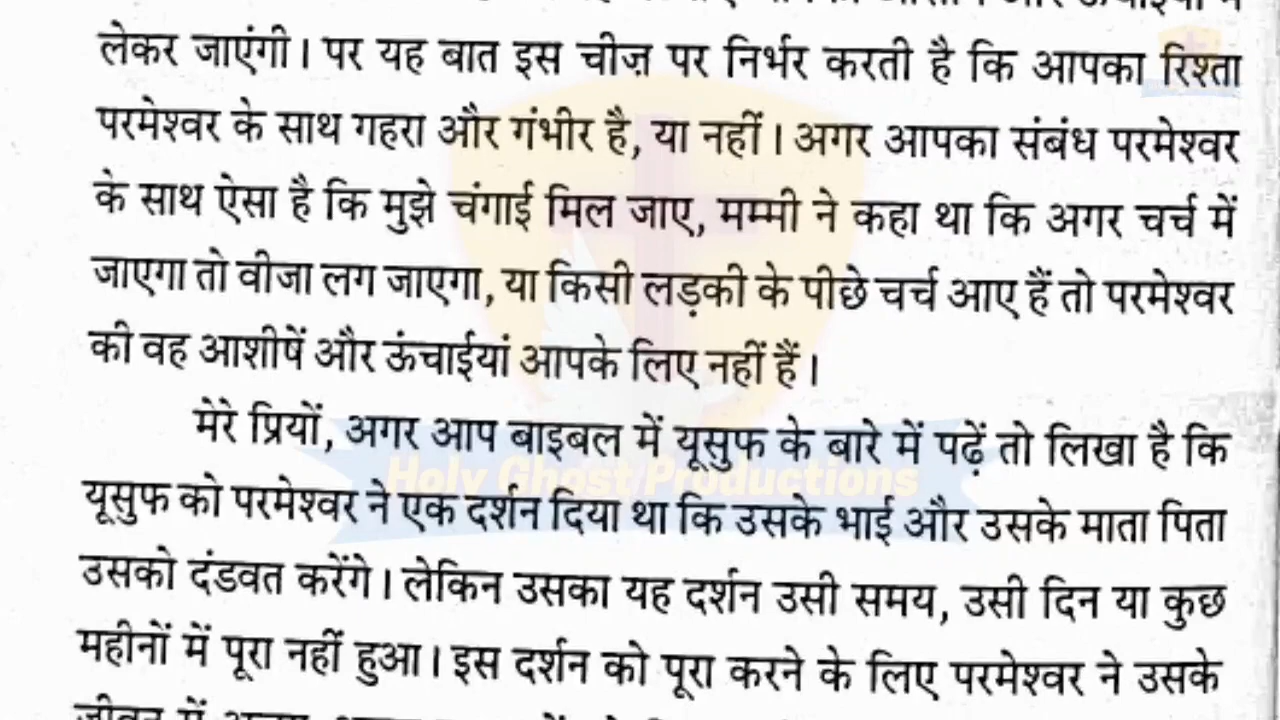 लेकर जाएंगी। पर यह बात इस चीज़ पर निर्भर करती है कि आपका रिश्ता
परमेश्वर के साथ गहरा और गंभीर है, या नहीं। अगर आपका संबंध परमेश्वर
के साथ ऐसा है कि मुझे चंगाई मिल जाए, मम्मी ने कहा था कि अगर चर्च में
जाएगा तो वीजा लग जाएगा, या किसी लड़की के पीछे चर्च आए हैं तो परमेश्वर
की वह आशीषें और ऊंचाईयां आपके लिए नहीं हैं।
मेरे प्रियों, अगर आप बाइबल में यूसुफ के बारे में पढ़ें तो लिखा है कि
Holy Ghost Productions
यूसुफ को परमेश्वर ने एक दर्शन दिया था कि उसके भाई और उसके माता पिता
उसको दंडवत करेंगे। लेकिन उसका यह दर्शन उसी समय, उसी दिन या कुछ
महीनों में पूरा नहीं हुआ। इस दर्शन को पूरा करने के लिए परमेश्वर ने उसके